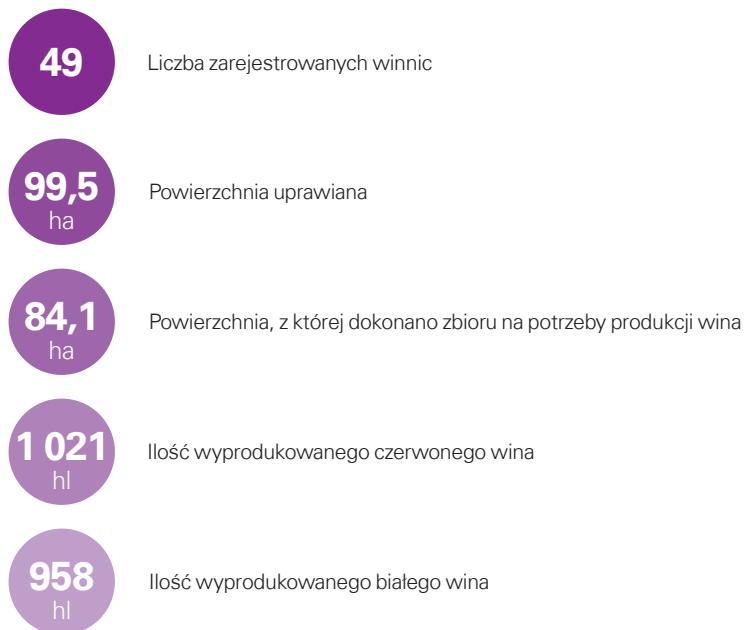 49
Liczba zarejestrowanych winnic
99,5
ha
Powierzchnia uprawiana
84,1
ha
Powierzchnia, z której dokonano zbioru na potrzeby produkcji wina
1 021
hl
Ilość wyprodukowanego czerwonego wina
958
hl
Ilość wyprodukowanego białego wina